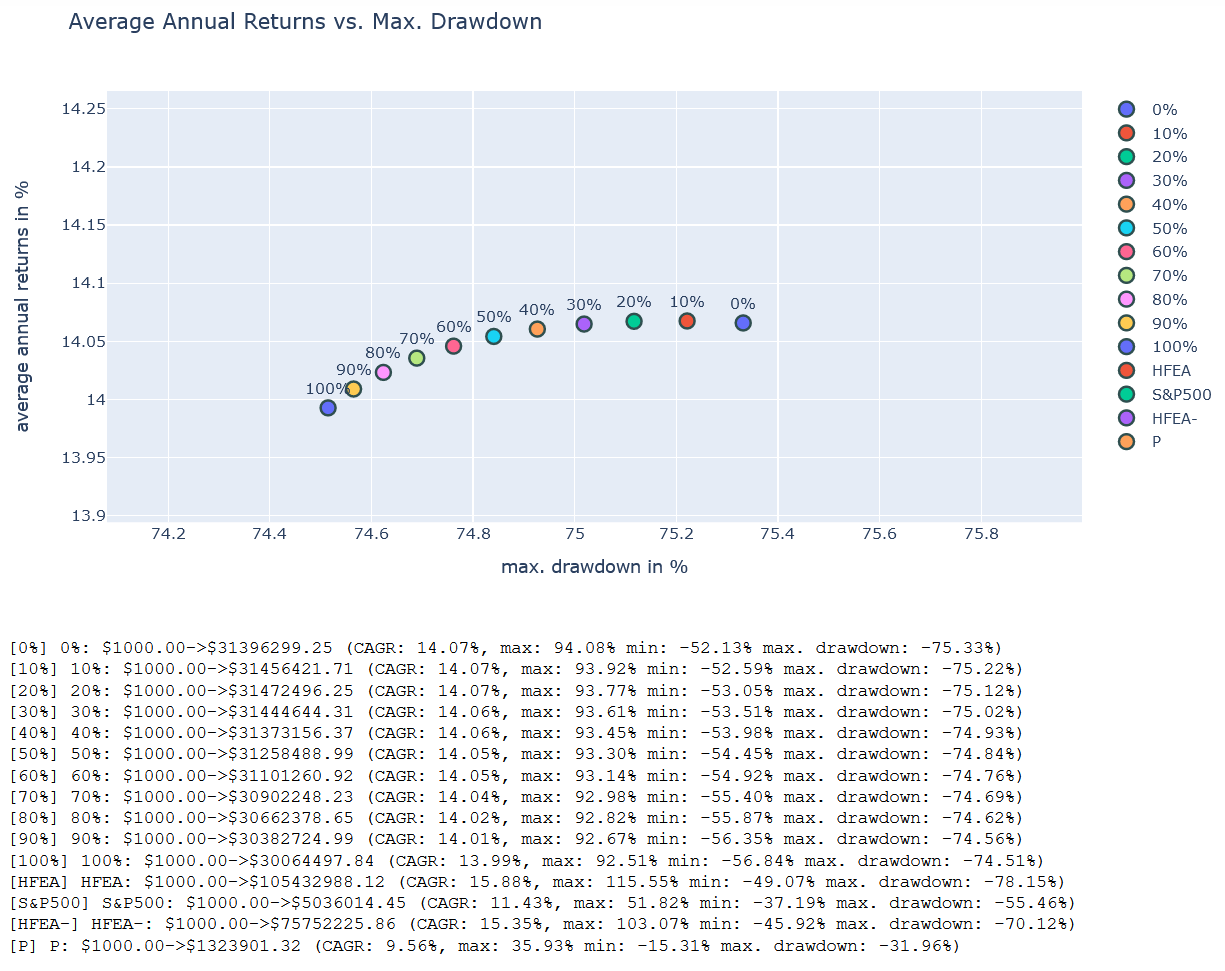 Average Annual Returns vs. Max. Drawdown
average annual returns in %
14.25
14.2
14.15
14.1
14.05
14
13.95
13.9
100%
90%
80%
70%
60%
50%
40%
30%
20%
10%
0%
74.2
74.4
74.6
74.8
75
75.2
75.4
75.6
75.8
max. drawdown in %
0%
10%
20%
30%
40%
50%
60%
70%
80%
90%
100%
HFEA
S&P500
HFEA-
P
[0%] 0%: $1000.00->$31396299.25 (CAGR: 14.07%, max: 94.08% min: -52.13% max. drawdown: -75.33%)
[10%] 10%: $1000.00->$31456421.71 (CAGR: 14.07%, max: 93.92% min: -52.59% max. drawdown: -75.22%)
[20%] 20%: $1000.00->$31472496.25 (CAGR: 14.07%, max: 93.77% min: -53.05% max. drawdown: -75.12%)
[30%] 30%: $1000.00->$31444644.31 (CAGR: 14.06%, max: 93.61% min: -53.51% max. drawdown: -75.02%)
[40%] 40%: $1000.00->$31373156.37 (CAGR: 14.06%, max: 93.45% min: -53.98% max. drawdown: -74.93%)
[50%] 50%: $1000.00->$31258488.99 (CAGR: 14.05%, max: 93.30% min: -54.45% max. drawdown: -74.84%)
[60%] 60%: $1000.00->$31101260.92 (CAGR: 14.05%, max: 93.14% min: -54.92% max. drawdown: -74.76%)
[70%] 70%: $1000.00->$30902248.23 (CAGR: 14.04%, max: 92.98% min: -55.40% max. drawdown: -74.69%)
[80%] 80%: $1000.00->$30662378.65 (CAGR: 14.02%, max: 92.82% min: -55.87% max. drawdown: -74.62%)
[90%] 90%: $1000.00->$30382724.99 (CAGR: 14.01%, max: 92.67% min: -56.35% max. drawdown: -74.56%)
[100%] 100%: $1000.00->$30064497.84 (CAGR: 13.99%, max: 92.51% min: -56.84% max. drawdown: -74.51%)
[HFEA] HFEA: $1000.00->$105432988.12 (CAGR: 15.88%, max: 115.55% min: -49.07% max. drawdown: -78.15%)
[S&P500] S&P500: $1000.00->$5036014.45 (CAGR: 11.43%, max: 51.82% min: -37.19% max. drawdown: -55.46%)
[HFEA-] HFEA-: $1000.00->$75752225.86 (CAGR: 15.35%, max: 103.07% min: -45.92% max. drawdown: -70.12%)
[P] P: $1000.00->$1323901.32 (CAGR: 9.56%, max: 35.93% min: -15.31% max. drawdown: -31.96%)